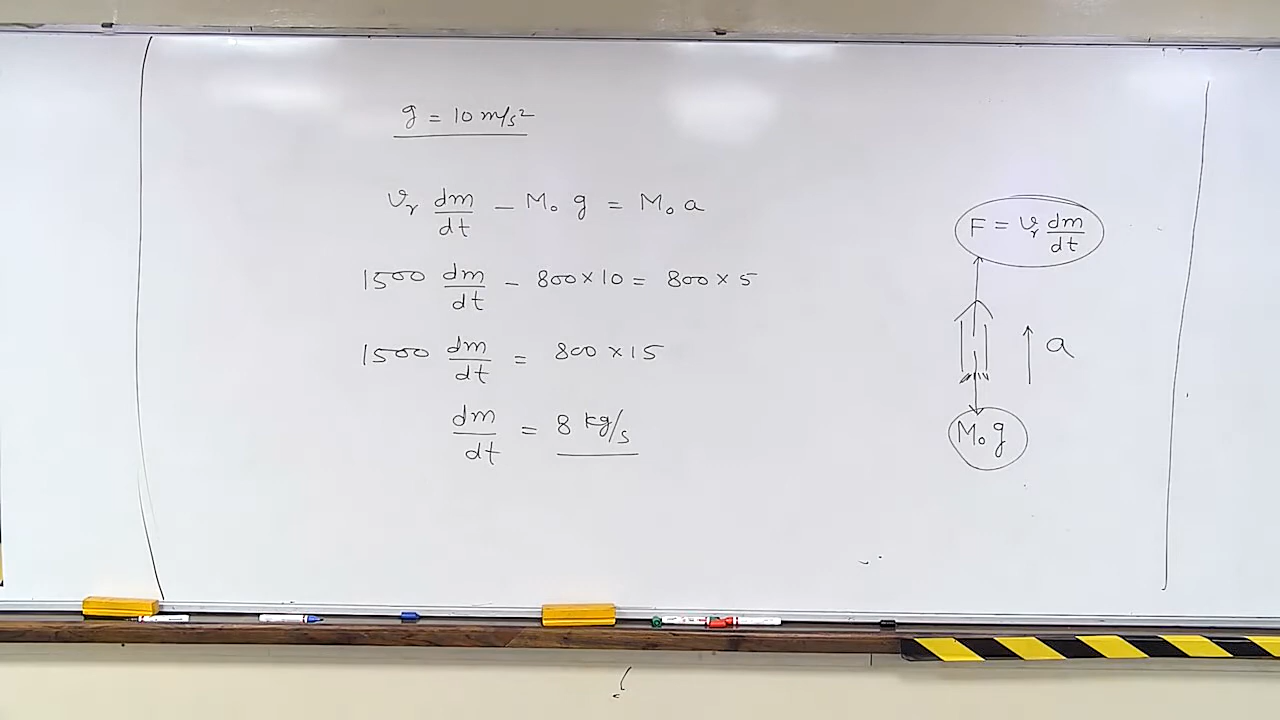 g = 10 m/s²
v_r dm/dt - M₀ g = M₀ a
1500 dm/dt - 800 × 10 = 800 × 5
1500 dm/dt = 800 × 15
dm/dt = 8 kg/s
F = v_r dm/dt
a
M₀ g